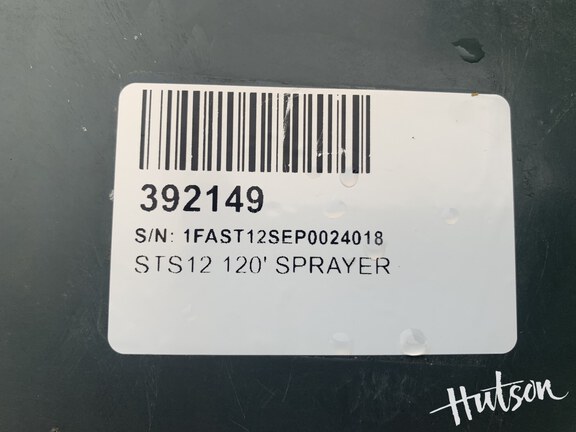 392149
S/N: 1FAST12SEP0024018
STS12 120' SPRAYER
Hutson